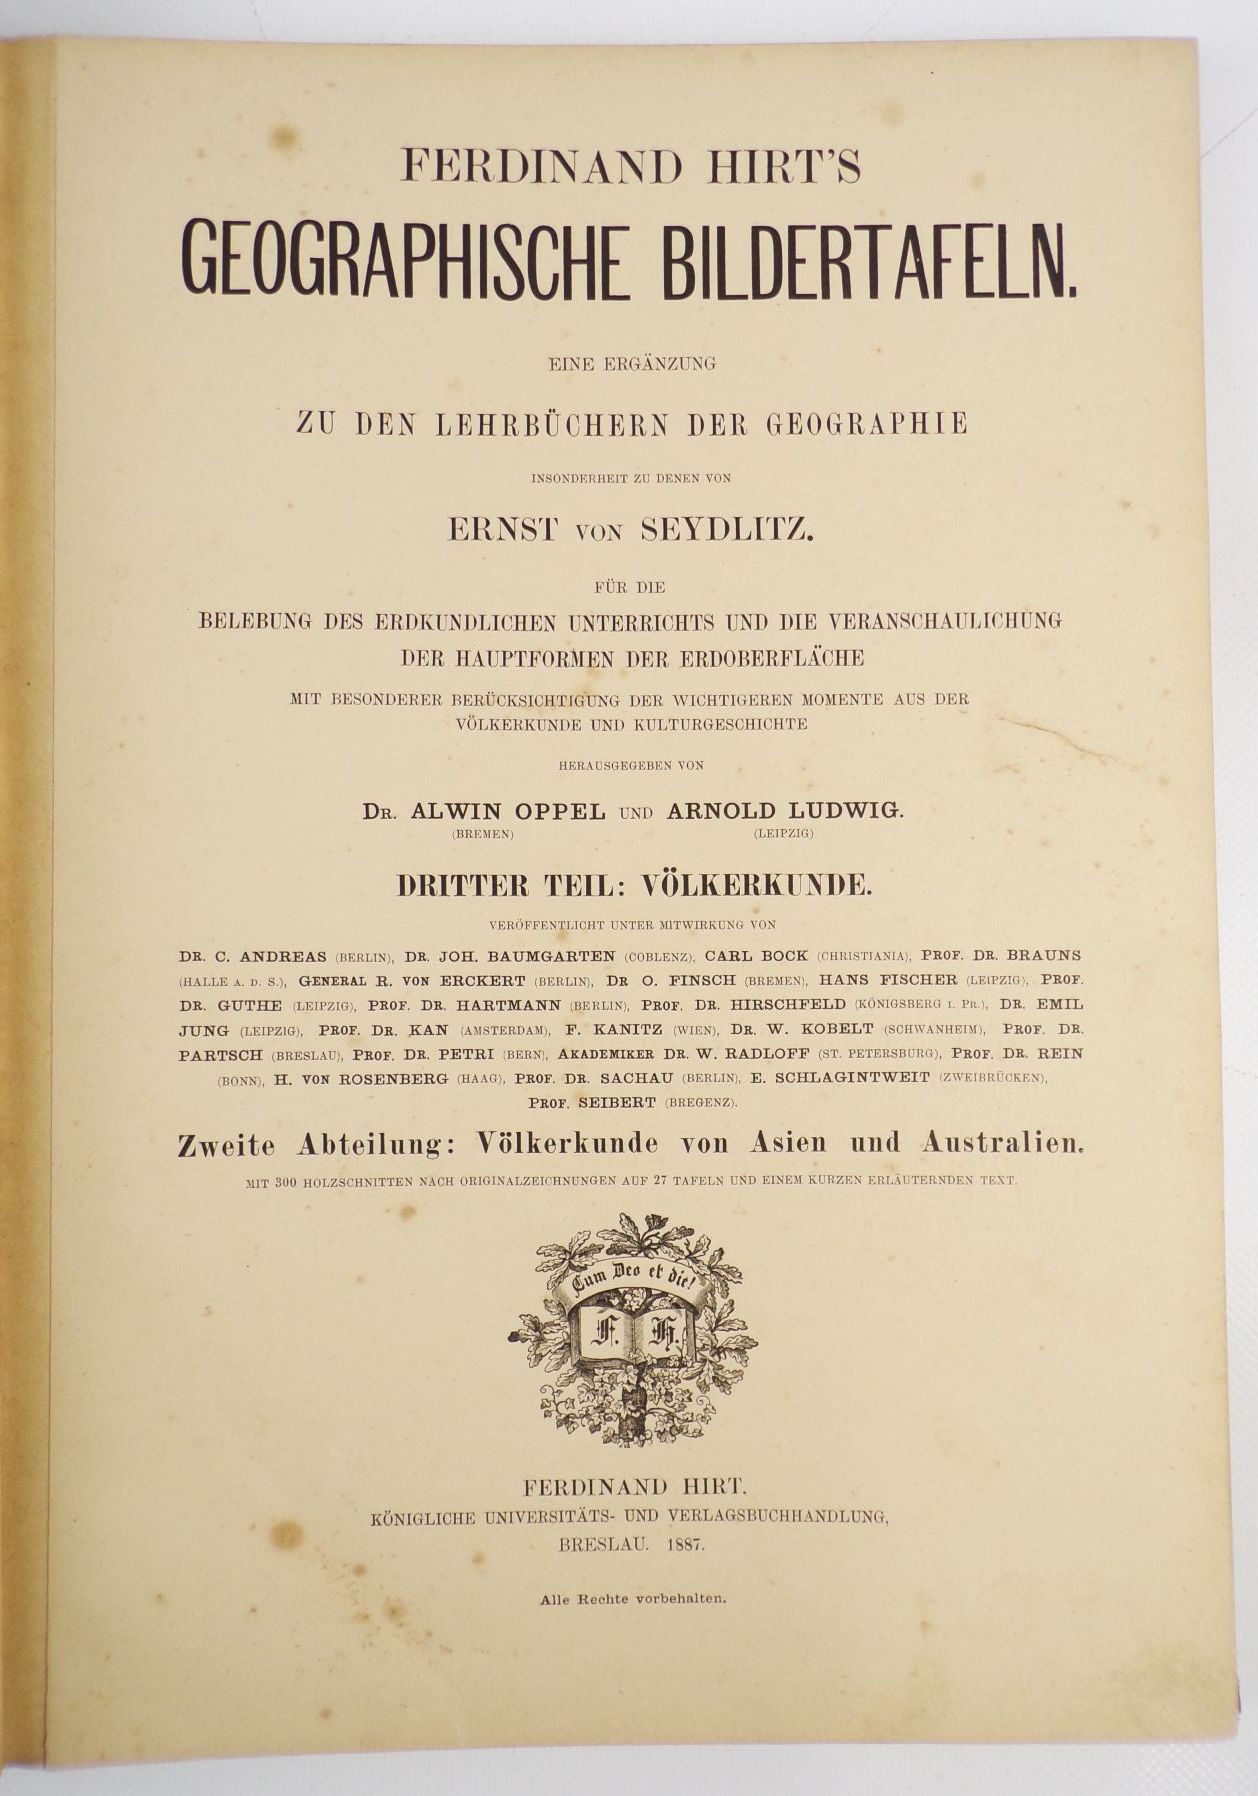 FERDINAND HIRT'S
GEOGRAPHISCHE BILDERTAFELN.
EINE ERGÄNZUNG
ZU DEN LEHRBÜCHERN DER GEOGRAPHIE
INSONDERHEIT ZU DENEN VON
ERNST VON SEYDLITZ.
FÜR DIE
BELEBUNG DES ERDKUNDLICHEN UNTERRICHTS UND DIE VERANSCHAULICHUNG
DER HAUPTFORMEN DER ERDOBERFLÄCHE
MIT BESONDERER BERÜCKSICHTIGUNG DER WICHTIGEREN MOMENTE AUS DER
VÖLKERKUNDE UND KULTURGESCHICHTE
HERAUSGEGEBEN VON
DR. ALWIN OPPEL UND ARNOLD LUDWIG.
(BREMEN) (LEIPZIG)
DRITTER TEIL: VÖLKERKUNDE.
VERÖFFENTLICHT UNTER MITWIRKUNG VON
DR. C. ANDREAS (BERLIN), DR. JOH. BAUMGARTEN (COBLENZ), CARL BOCK (CHRISTIANIA), PROF. DR. BRAUNS
(HALLE A. D. S.), GENERAL R. VON ERCKERT (BERLIN), DR O. FINSCH (BREMEN), HANS FISCHER (LEIPZIG), PROF.
DR. GUTHE (LEIPZIG), PROF. DR. HARTMANN (BERLIN), PROF. DR. HIRSCHFELD (KÖNIGSBERG I. PR.), DR. EMIL
JUNG (LEIPZIG), PROF. DR. KAN (AMSTERDAM), F. KANITZ (WIEN), DR. W. KOBELT (SCHWANHEIM), PROF. DR.
PARTSCH (BRESLAU), PROF. DR. PETRI (BERN), AKADEMIKER DR. W. RADLOFF (ST. PETERSBURG), PROF. DR. REIN
(BONN), H. VON ROSENBERG (HAAG), PROF. DR. SACHAU (BERLIN), E. SCHLAGINTWEIT (ZWEIBRÜCKEN),
PROF. SEIBERT (BREGENZ).
Zweite Abteilung: Völkerkunde von Asien und Australien.
MIT 300 HOLZSCHNITTEN NACH ORIGINALZEICHNUNGEN AUF 27 TAFELN UND EINEM KURZEN ERLÄUTERNDEN TEXT.
Cum Deo et die!
F. H.
FERDINAND HIRT,
KÖNIGLICHE UNIVERSITÄTS- UND VERLAGSBUCHHANDLUNG,
BRESLAU. 1887.
Alle Rechte vorbehalten.